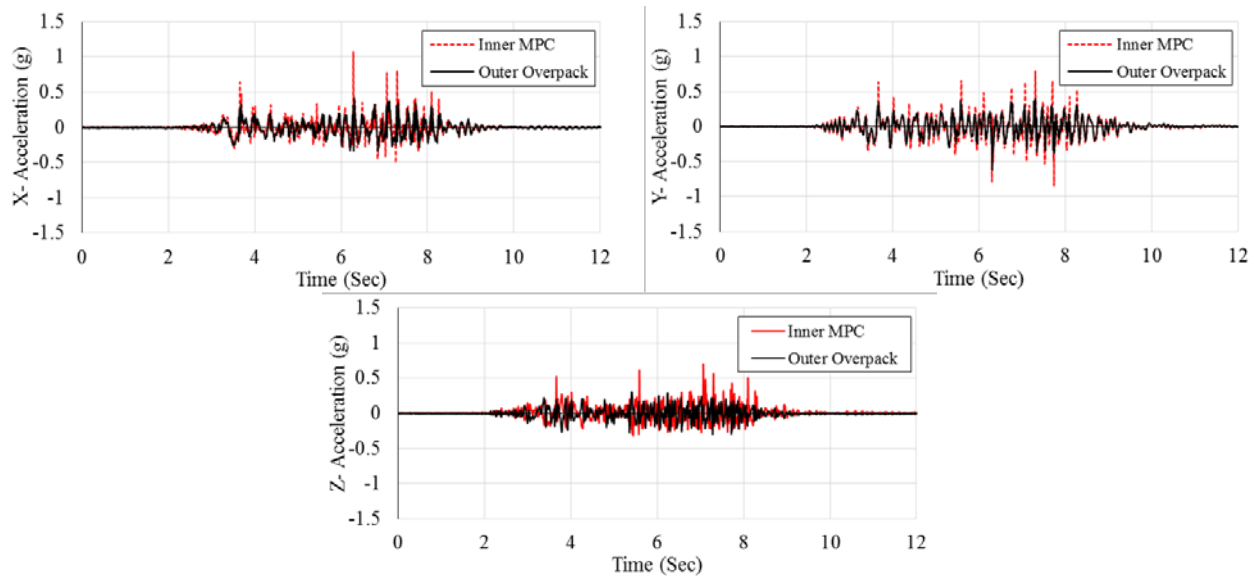 1.5
1
0.5
0
-0.5
-1
-1.5
X- Acceleration (g)
Inner MPC
Outer Overpack
0 2 4 6 8 10 12
Time (Sec)
1.5
1
0.5
0
-0.5
-1
-1.5
Y- Acceleration (g)
Inner MPC
Outer Overpack
0 2 4 6 8 10 12
Time (Sec)
1.5
1
0.5
0
-0.5
-1
-1.5
Z- Acceleration (g)
Inner MPC
Outer Overpack
0 2 4 6 8 10 12
Time (Sec)